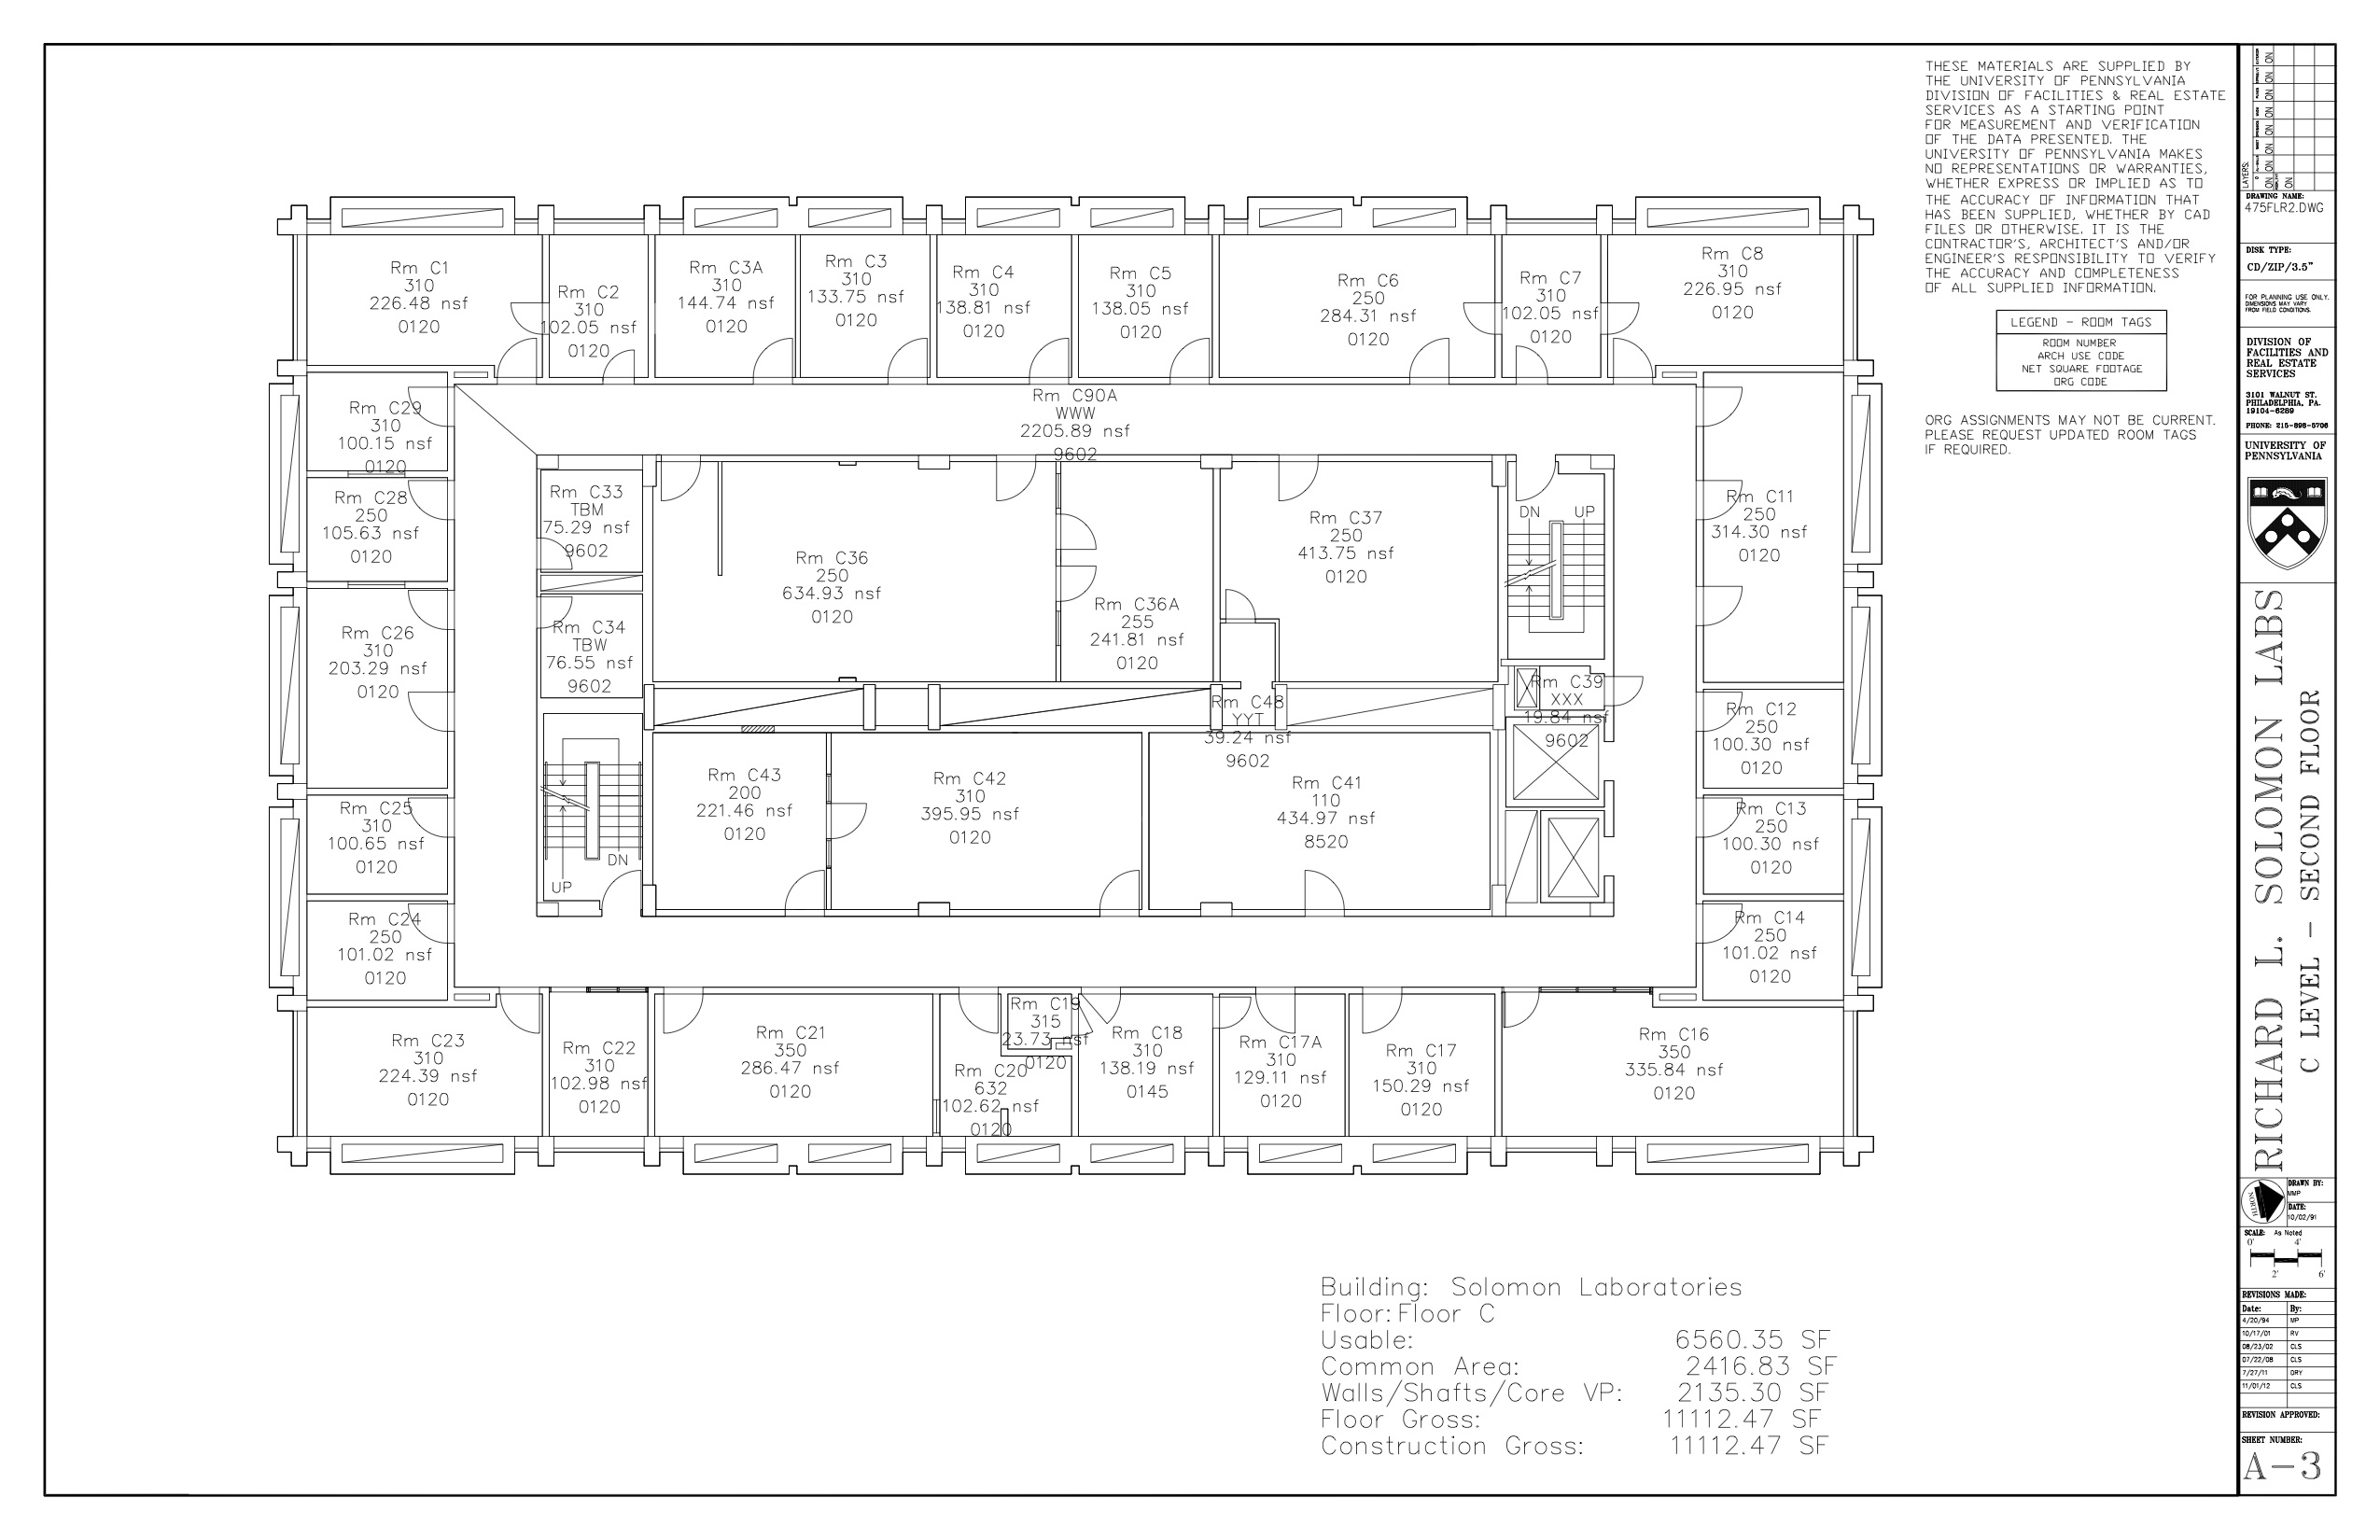 THESE MATERIALS ARE SUPPLIED BY
THE UNIVERSITY OF PENNSYLVANIA
DIVISION OF FACILITIES & REAL ESTATE
SERVICES AS A STARTING POINT
FOR MEASUREMENT AND VERIFICATION
OF THE DATA PRESENTED. THE
UNIVERSITY OF PENNSYLVANIA MAKES
NO REPRESENTATIONS OR WARRANTIES,
WHETHER EXPRESS OR IMPLIED AS TO
THE ACCURACY OF INFORMATION THAT
HAS BEEN SUPPLIED, WHETHER BY CAD
FILES OR OTHERWISE. IT IS THE
CONTRACTOR'S, ARCHITECT'S AND/OR
ENGINEER'S RESPONSIBILITY TO VERIFY
THE ACCURACY AND COMPLETENESS
OF ALL SUPPLIED INFORMATION.
LEGEND - ROOM TAGS
ROOM NUMBER
ARCH USE CODE
NET SQUARE FOOTAGE
ORG CODE
ORG ASSIGNMENTS MAY NOT BE CURRENT.
PLEASE REQUEST UPDATED ROOM TAGS
IF REQUIRED.
Rm C1
310
226.48 nsf
0120
Rm C2
310
102.05 nsf
0120
Rm C3A
310
144.74 nsf
0120
Rm C3
310
133.75 nsf
0120
Rm C4
310
138.81 nsf
0120
Rm C5
310
138.05 nsf
0120
Rm C6
250
284.31 nsf
0120
Rm C7
310
102.05 nsf
0120
Rm C8
310
226.95 nsf
0120
Rm C29
310
100.15 nsf
0120
Rm C90A
WWW
2205.89 nsf
9602
Rm C28
250
105.63 nsf
0120
Rm C33
TBM
75.29 nsf
9602
Rm C36
250
634.93 nsf
0120
Rm C36A
255
241.81 nsf
0120
Rm C37
250
413.75 nsf
0120
DN
UP
Rm C11
250
314.30 nsf
0120
Rm C26
310
203.29 nsf
0120
Rm C34
TBW
76.55 nsf
9602
Rm C48
YYT
39.24 nsf
9602
Rm C39
XXX
19.84 nsf
9602
Rm C12
250
100.30 nsf
0120
Rm C25
310
100.65 nsf
0120
DN
UP
Rm C43
200
221.46 nsf
0120
Rm C42
310
395.95 nsf
0120
Rm C41
110
434.97 nsf
8520
Rm C13
250
100.30 nsf
0120
Rm C24
250
101.02 nsf
0120
Rm C14
250
101.02 nsf
0120
Rm C23
310
224.39 nsf
0120
Rm C22
310
102.98 nsf
0120
Rm C21
350
286.47 nsf
0120
Rm C20
632
102.62 nsf
0120
Rm C19
315
23.73 nsf
0120
Rm C18
310
138.19 nsf
0145
Rm C17A
310
129.11 nsf
0120
Rm C17
310
150.29 nsf
0120
Rm C16
350
335.84 nsf
0120
Building: Solomon Laboratories
Floor: Floor C
Usable: 6560.35 SF
Common Area: 2416.83 SF
Walls/Shafts/Core VP: 2135.30 SF
Floor Gross: 11112.47 SF
Construction Gross: 11112.47 SF
LAYERS:
ON ON ON ON ON ON
ON
DRAWING NAME:
475FLR2.DWG
DISK TYPE:
CD/ZIP/3.5"
FOR PLANNING USE ONLY.
DIMENSIONS MAY VARY
FROM FIELD CONDITIONS.
DIVISION OF
FACILITIES AND
REAL ESTATE
SERVICES
3101 WALNUT ST.
PHILADELPHIA, PA.
19104-6289
PHONE: 215-898-5706
UNIVERSITY OF
PENNSYLVANIA
RICHARD L. SOLOMON LABS
C LEVEL - SECOND FLOOR
NORTH
DRAWN BY:
MMP
DATE:
10/02/91
SCALE: As Noted
0' 4'
2' 6'
REVISIONS MADE:
Date: By:
4/20/94 MP
10/17/01 RV
08/23/02 CLS
07/22/08 CLS
7/27/11 DRY
11/01/12 CLS
REVISION APPROVED:
SHEET NUMBER:
A-3